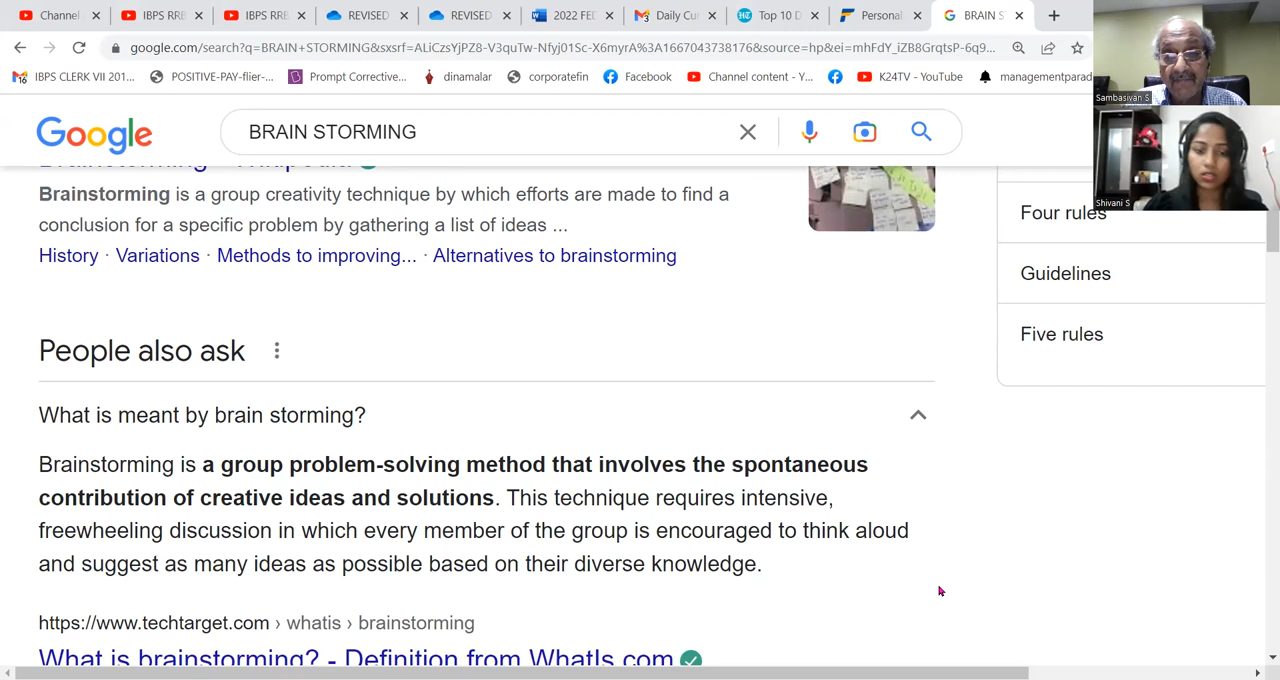 Channel
IBPS RRB
IBPS RRB
REVISED
REVISED
2022 FED
Daily Cur
Top 10 D
Personal
BRAIN S
google.com/search?q=BRAIN+STORMING&sxsrf=ALiCzsYjPZ8-V3quTw-Nfyj01Sc-X6myrA%3A1667043738176&source=hp&ei=mhFdY_iZB8GrqtsP-6q9...
IBPS CLERK VII 201...
POSITIVE-PAY-flier-...
Prompt Corrective...
dinamalar
corporatefin
Facebook
Channel content - Y...
K24TV - YouTube
managementparad
Sambasivan S
Shivani S
Google
BRAIN STORMING
Brainstorming is a group creativity technique by which efforts are made to find a
conclusion for a specific problem by gathering a list of ideas ...
History · Variations · Methods to improving... · Alternatives to brainstorming
Four rules
Guidelines
Five rules
People also ask
What is meant by brain storming?
Brainstorming is a group problem-solving method that involves the spontaneous
contribution of creative ideas and solutions. This technique requires intensive,
freewheeling discussion in which every member of the group is encouraged to think aloud
and suggest as many ideas as possible based on their diverse knowledge.
https://www.techtarget.com › whatis › brainstorming
What is brainstorming? - Definition from WhatIs.com